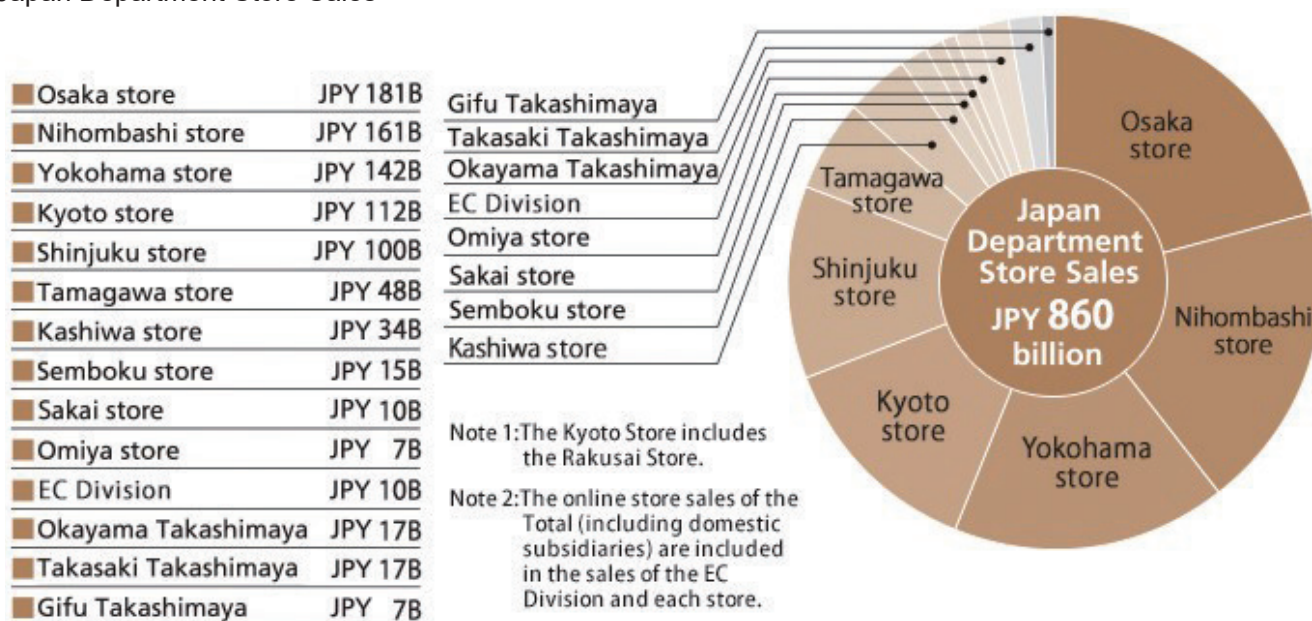 Japan Department Store Sales
Osaka store JPY 181B
Nihombashi store JPY 161B
Yokohama store JPY 142B
Kyoto store JPY 112B
Shinjuku store JPY 100B
Tamagawa store JPY 48B
Kashiwa store JPY 34B
Semboku store JPY 15B
Sakai store JPY 10B
Omiya store JPY 7B
EC Division JPY 10B
Okayama Takashimaya JPY 17B
Takasaki Takashimaya JPY 17B
Gifu Takashimaya JPY 7B
Gifu Takashimaya
Takasaki Takashimaya
Okayama Takashimaya
EC Division
Omiya store
Sakai store
Semboku store
Kashiwa store
Note 1:The Kyoto Store includes
the Rakusai Store.
Note 2:The online store sales of the
Total (including domestic
subsidiaries) are included
in the sales of the EC
Division and each store.
Osaka
store
Nihombashi
store
Yokohama
store
Kyoto
store
Shinjuku
store
Tamagawa
store
Japan
Department
Store Sales
JPY 860
billion